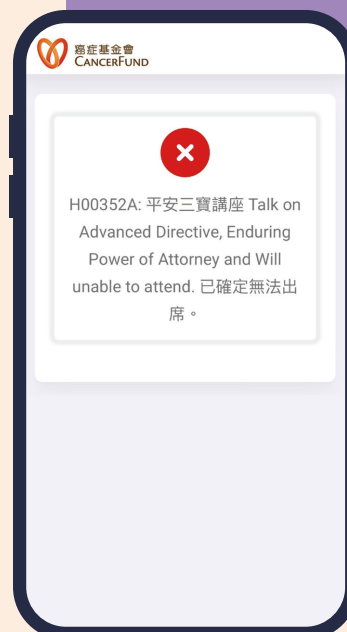 癌症基金會
CANCERFUND
H00352A: 平安三寶講座 Talk on
Advanced Directive, Enduring
Power of Attorney and Will
unable to attend. 已確定無法出
席。